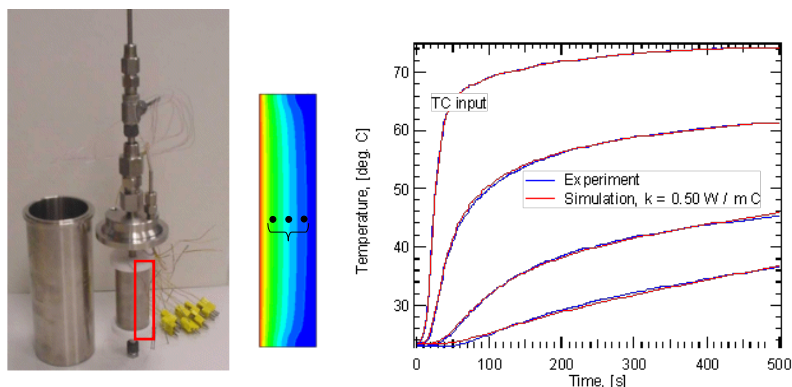 70
60
50
40
30
TC input
Experiment
Simulation, k = 0.50 W / m C
Temperature, [deg. C]
0 100 200 300 400 500
Time, [s]